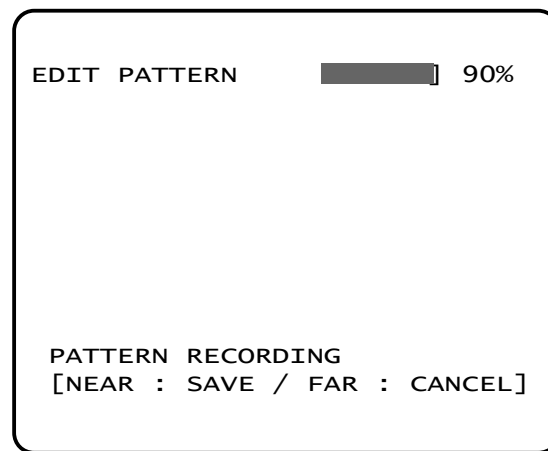 EDIT PATTERN ] 90%
PATTERN RECORDING
[NEAR : SAVE / FAR : CANCEL]